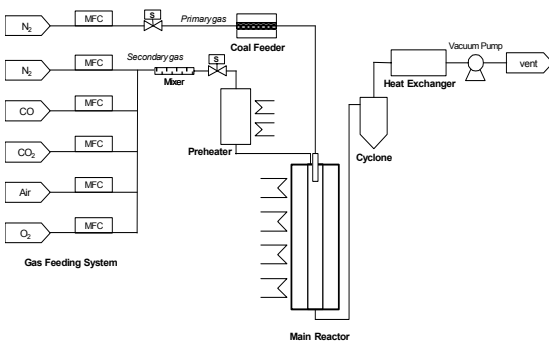 N2 MFC S Primary gas
Coal Feeder
Vacuum Pump
vent
Heat Exchanger
N2 MFC Secondary gas S
Mixer
CO MFC
Preheater
Cyclone
CO2 MFC
Air MFC
O2 MFC
Gas Feeding System
Main Reactor